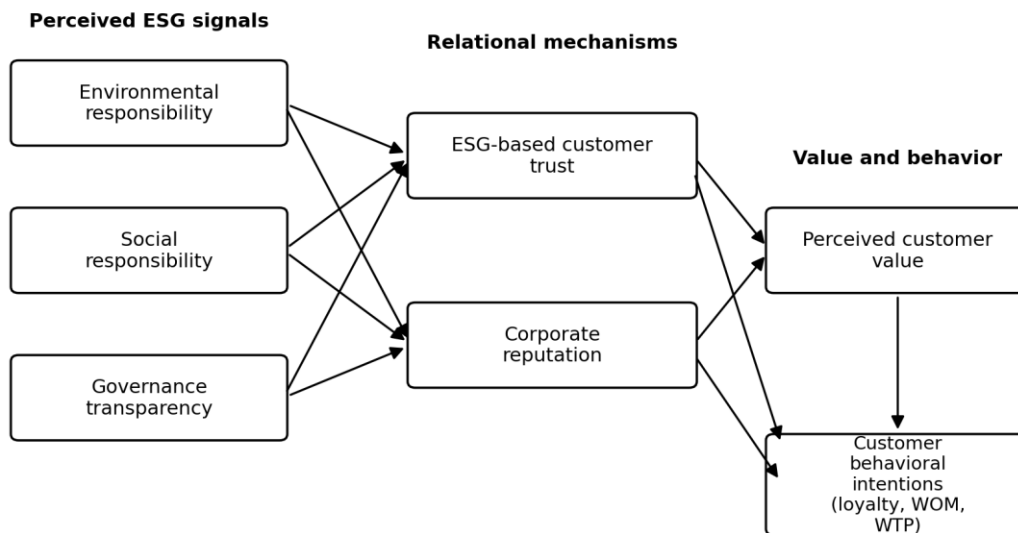 Perceived ESG signals
Environmental
responsibility
Social
responsibility
Governance
transparency
Relational mechanisms
ESG-based customer
trust
Corporate
reputation
Value and behavior
Perceived customer
value
Customer
behavioral
intentions
(loyalty, WOM,
WTP)